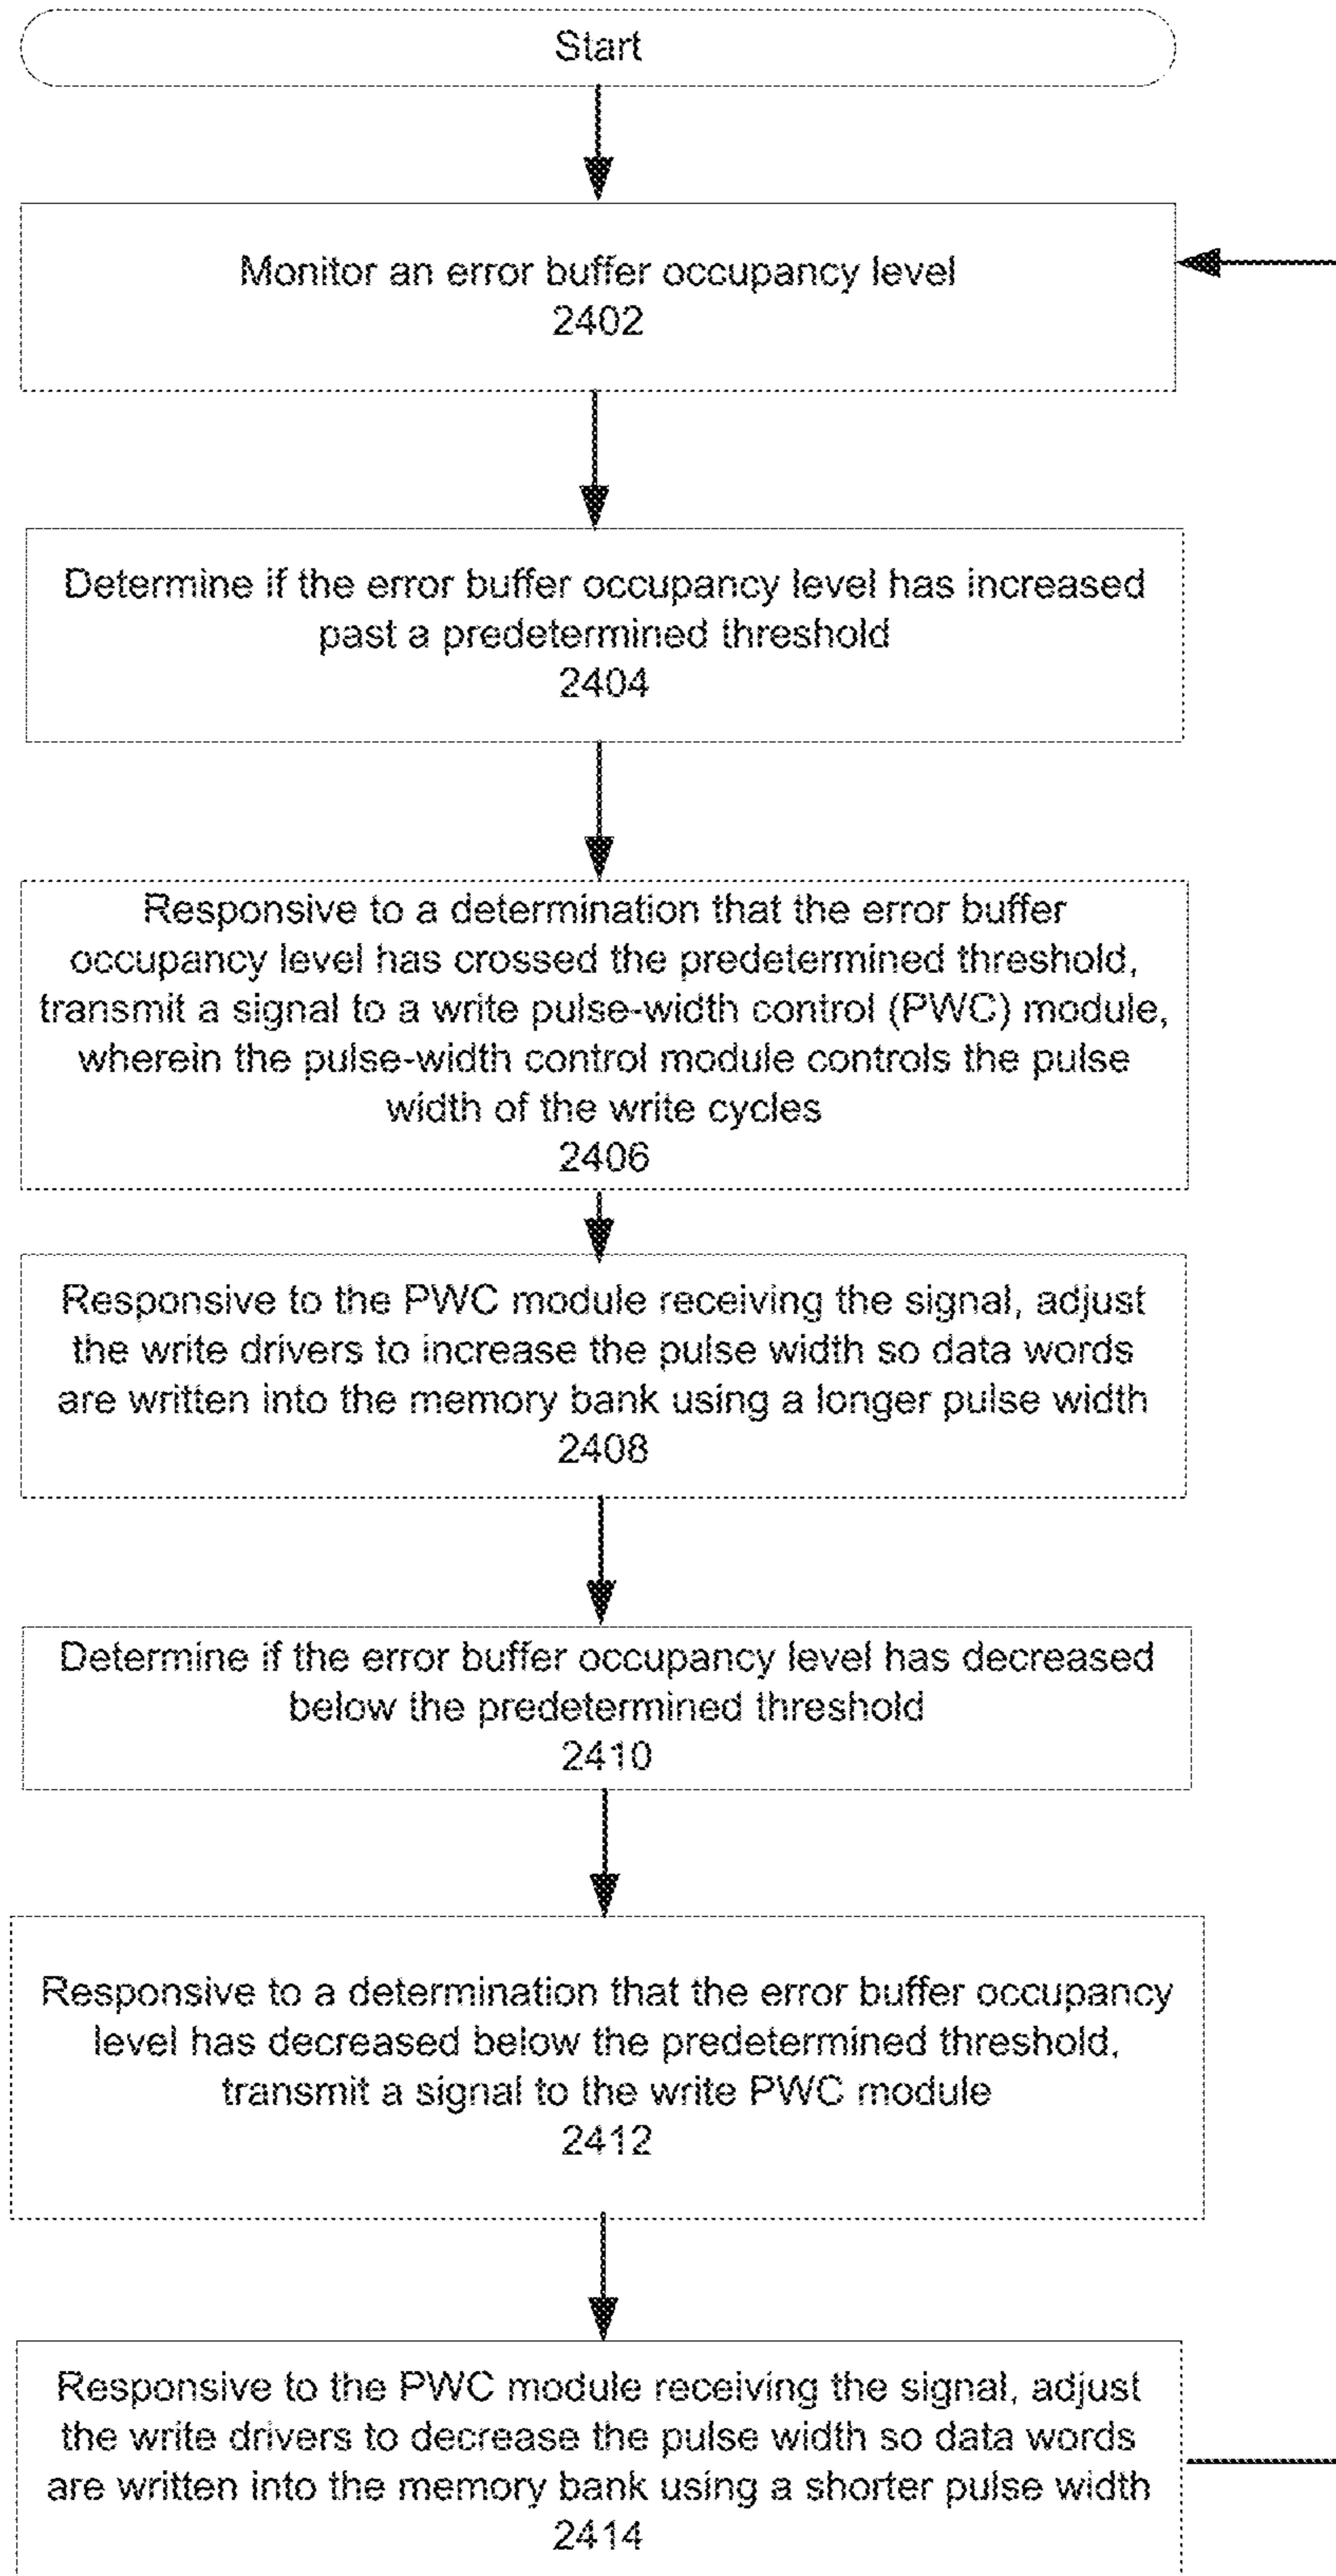 Start
Monitor an error buffer occupancy level
2402
Determine if the error buffer occupancy level has increased
past a predetermined threshold
2404
Responsive to a determination that the error buffer
occupancy level has crossed the predetermined threshold,
transmit a signal to a write pulse-width control (PWC) module,
wherein the pulse-width control module controls the pulse
width of the write cycles
2406
Responsive to the PWC module receiving the signal, adjust
the write drivers to increase the pulse width so data words
are written into the memory bank using a longer pulse width
2408
Determine if the error buffer occupancy level has decreased
below the predetermined threshold
2410
Responsive to a determination that the error buffer occupancy
level has decreased below the predetermined threshold,
transmit a signal to the write PWC module
2412
Responsive to the PWC module receiving the signal, adjust
the write drivers to decrease the pulse width so data words
are written into the memory bank using a shorter pulse width
2414